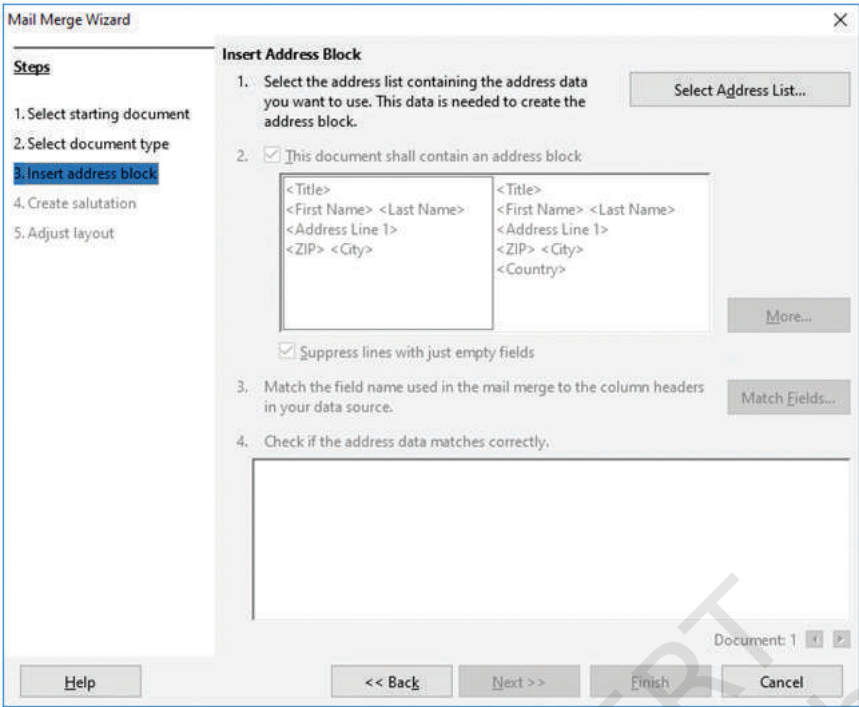 Mail Merge Wizard
Steps
1. Select starting document
2. Select document type
3. Insert address block
4. Create salutation
5. Adjust layout
Insert Address Block
1. Select the address list containing the address data
you want to use. This data is needed to create the
address block.
Select Address List...
2. This document shall contain an address block
<Title>
<First Name> <Last Name>
<Address Line 1>
<ZIP> <City>
<Title>
<First Name> <Last Name>
<Address Line 1>
<ZIP> <City>
<Country>
More...
Suppress lines with just empty fields
3. Match the field name used in the mail merge to the column headers
in your data source.
Match Fields...
4. Check if the address data matches correctly.
Document: 1
Help
<< Back
Next >>
Finish
Cancel